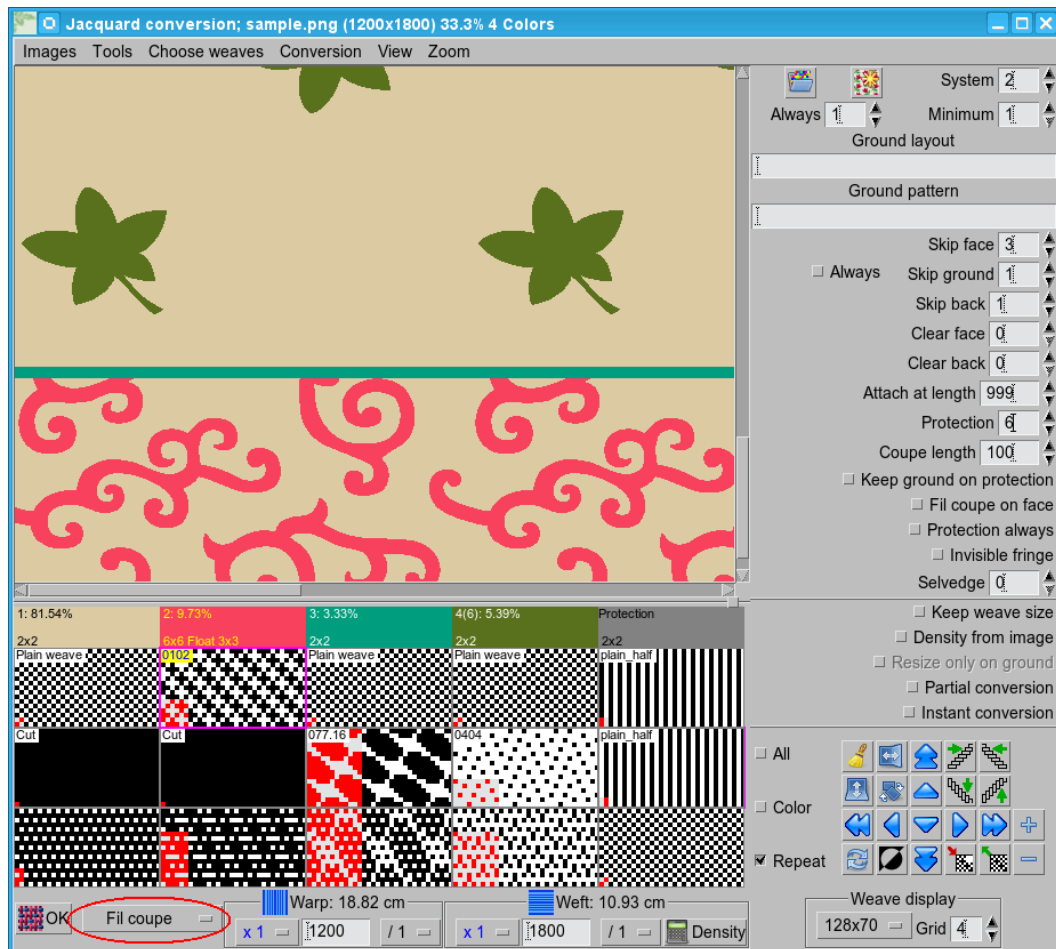 Jacquard conversion; sample.png (1200x1800) 33.3% 4 Colors
Images Tools Choose weaves Conversion View Zoom
System 2
Always 1 Minimum 1
Ground layout
Ground pattern
Skip face 3
Always Skip ground 1
Skip back 1
Clear face 0
Clear back 0
Attach at length 999
Protection 6
Coupe length 100
Keep ground on protection
Fil coupe on face
Protection always
Invisible fringe
Selvedge 0
1: 81.54% 2: 9.73% 3: 3.33% 4(6): 5.39% Protection
2x2 6x6 Float 3x3 2x2 2x2 2x2
Plain weave 0102 Plain weave Plain weave plain_half
Cut Cut 077.16 0404 plain_half
Keep weave size
Density from image
Resize only on ground
Partial conversion
Instant conversion
All
Color
Repeat
OK Fil coupe
Warp: 18.82 cm
x 1 1200 / 1
Weft: 10.93 cm
x 1 1800 / 1 Density
Weave display
128x70 Grid 4